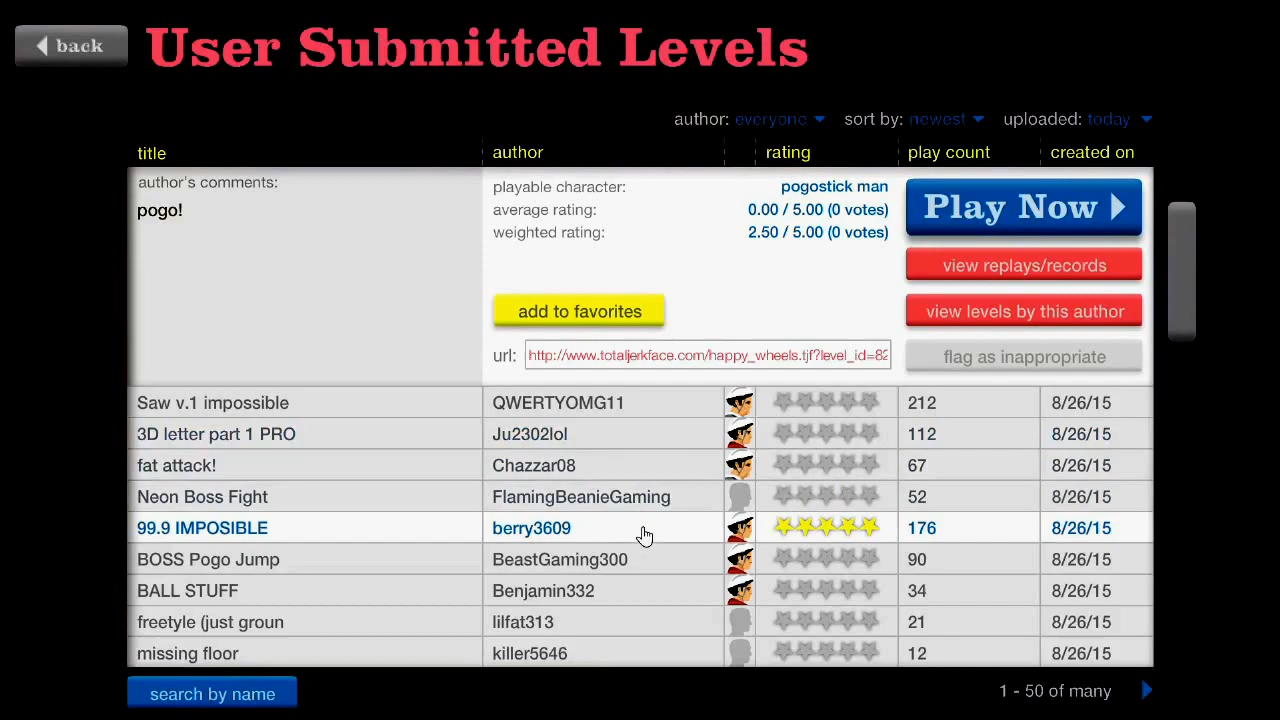 back
User Submitted Levels
author: everyone sort by: newest uploaded: today
title author rating play count created on
author's comments:
pogo!
playable character: pogostick man
average rating: 0.00 / 5.00 (0 votes)
weighted rating: 2.50 / 5.00 (0 votes)
Play Now
view replays/records
add to favorites
view levels by this author
url: http://www.totaljerkface.com/happy_wheels.tjf?level_id=82
flag as inappropriate
Saw v.1 impossible QWERTYOMG11 212 8/26/15
3D letter part 1 PRO Ju2302lol 112 8/26/15
fat attack! Chazzar08 67 8/26/15
Neon Boss Fight FlamingBeanieGaming 52 8/26/15
99.9 IMPOSIBLE berry3609 176 8/26/15
BOSS Pogo Jump BeastGaming300 90 8/26/15
BALL STUFF Benjamin332 34 8/26/15
freetyle (just groun lilfat313 21 8/26/15
missing floor killer5646 12 8/26/15
search by name
1 - 50 of many